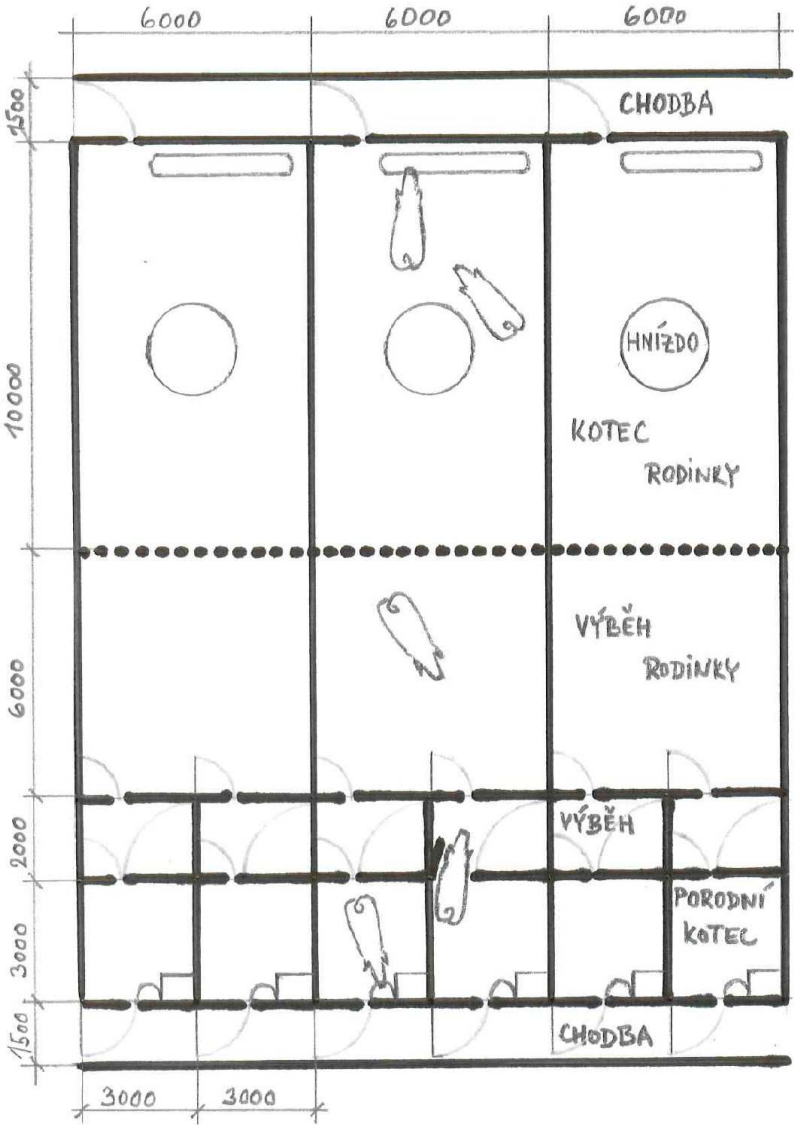 6000
6000
6000
1500
CHODBA
HNÍZDO
10000
KOTEC
RODINKY
VÝBĚH
RODINKY
6000
VÝBĚH
2000
PORODNÍ
KOTEC
3000
CHODBA
1500
3000
3000